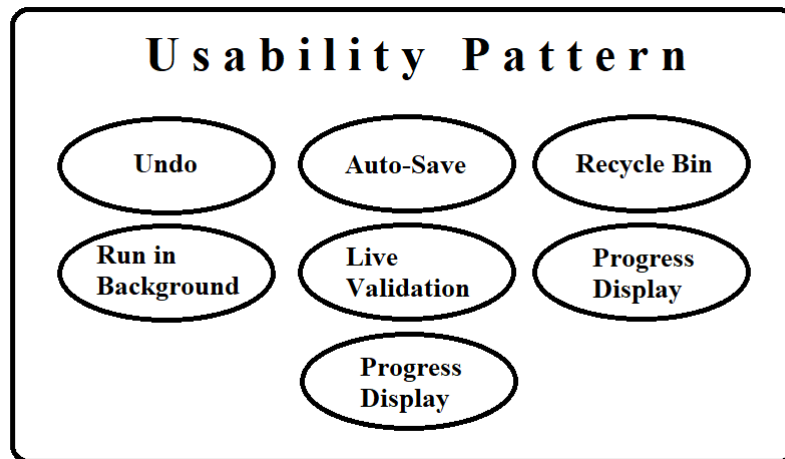 Usability Pattern
Undo
Auto-Save
Recycle Bin
Run in
Background
Live
Validation
Progress
Display
Progress
Display